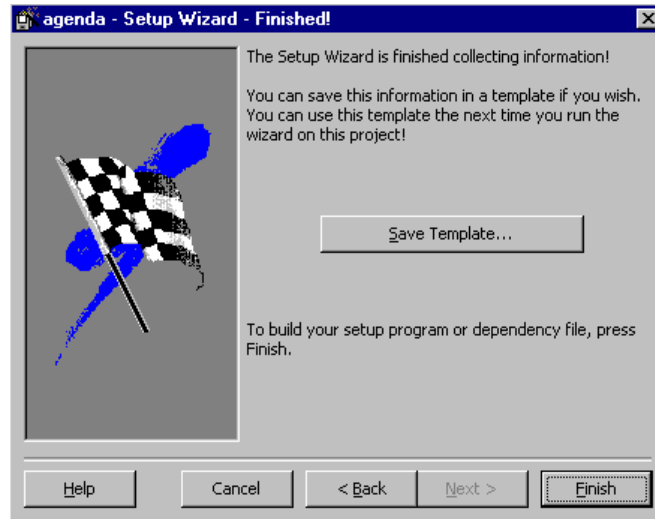 agenda - Setup Wizard - Finished!
The Setup Wizard is finished collecting information!
You can save this information in a template if you wish.
You can use this template the next time you run the
wizard on this project!
Save Template...
To build your setup program or dependency file, press
Finish.
Help Cancel < Back Next > Finish